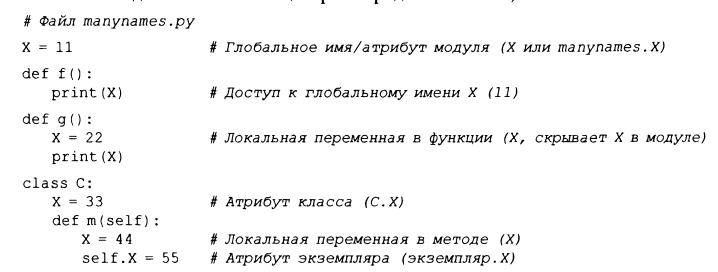 # Файл manynames.py
X = 11 # Глобальное имя/атрибут модуля (X или manynames.X)
def f():
print(X) # Доступ к глобальному имени X (11)
def g():
X = 22 # Локальная переменная в функции (X, скрывает X в модуле)
print(X)
class C:
X = 33 # Атрибут класса (C.X)
def m(self):
X = 44 # Локальная переменная в методе (X)
self.X = 55 # Атрибут экземпляра (экземпляр.X)